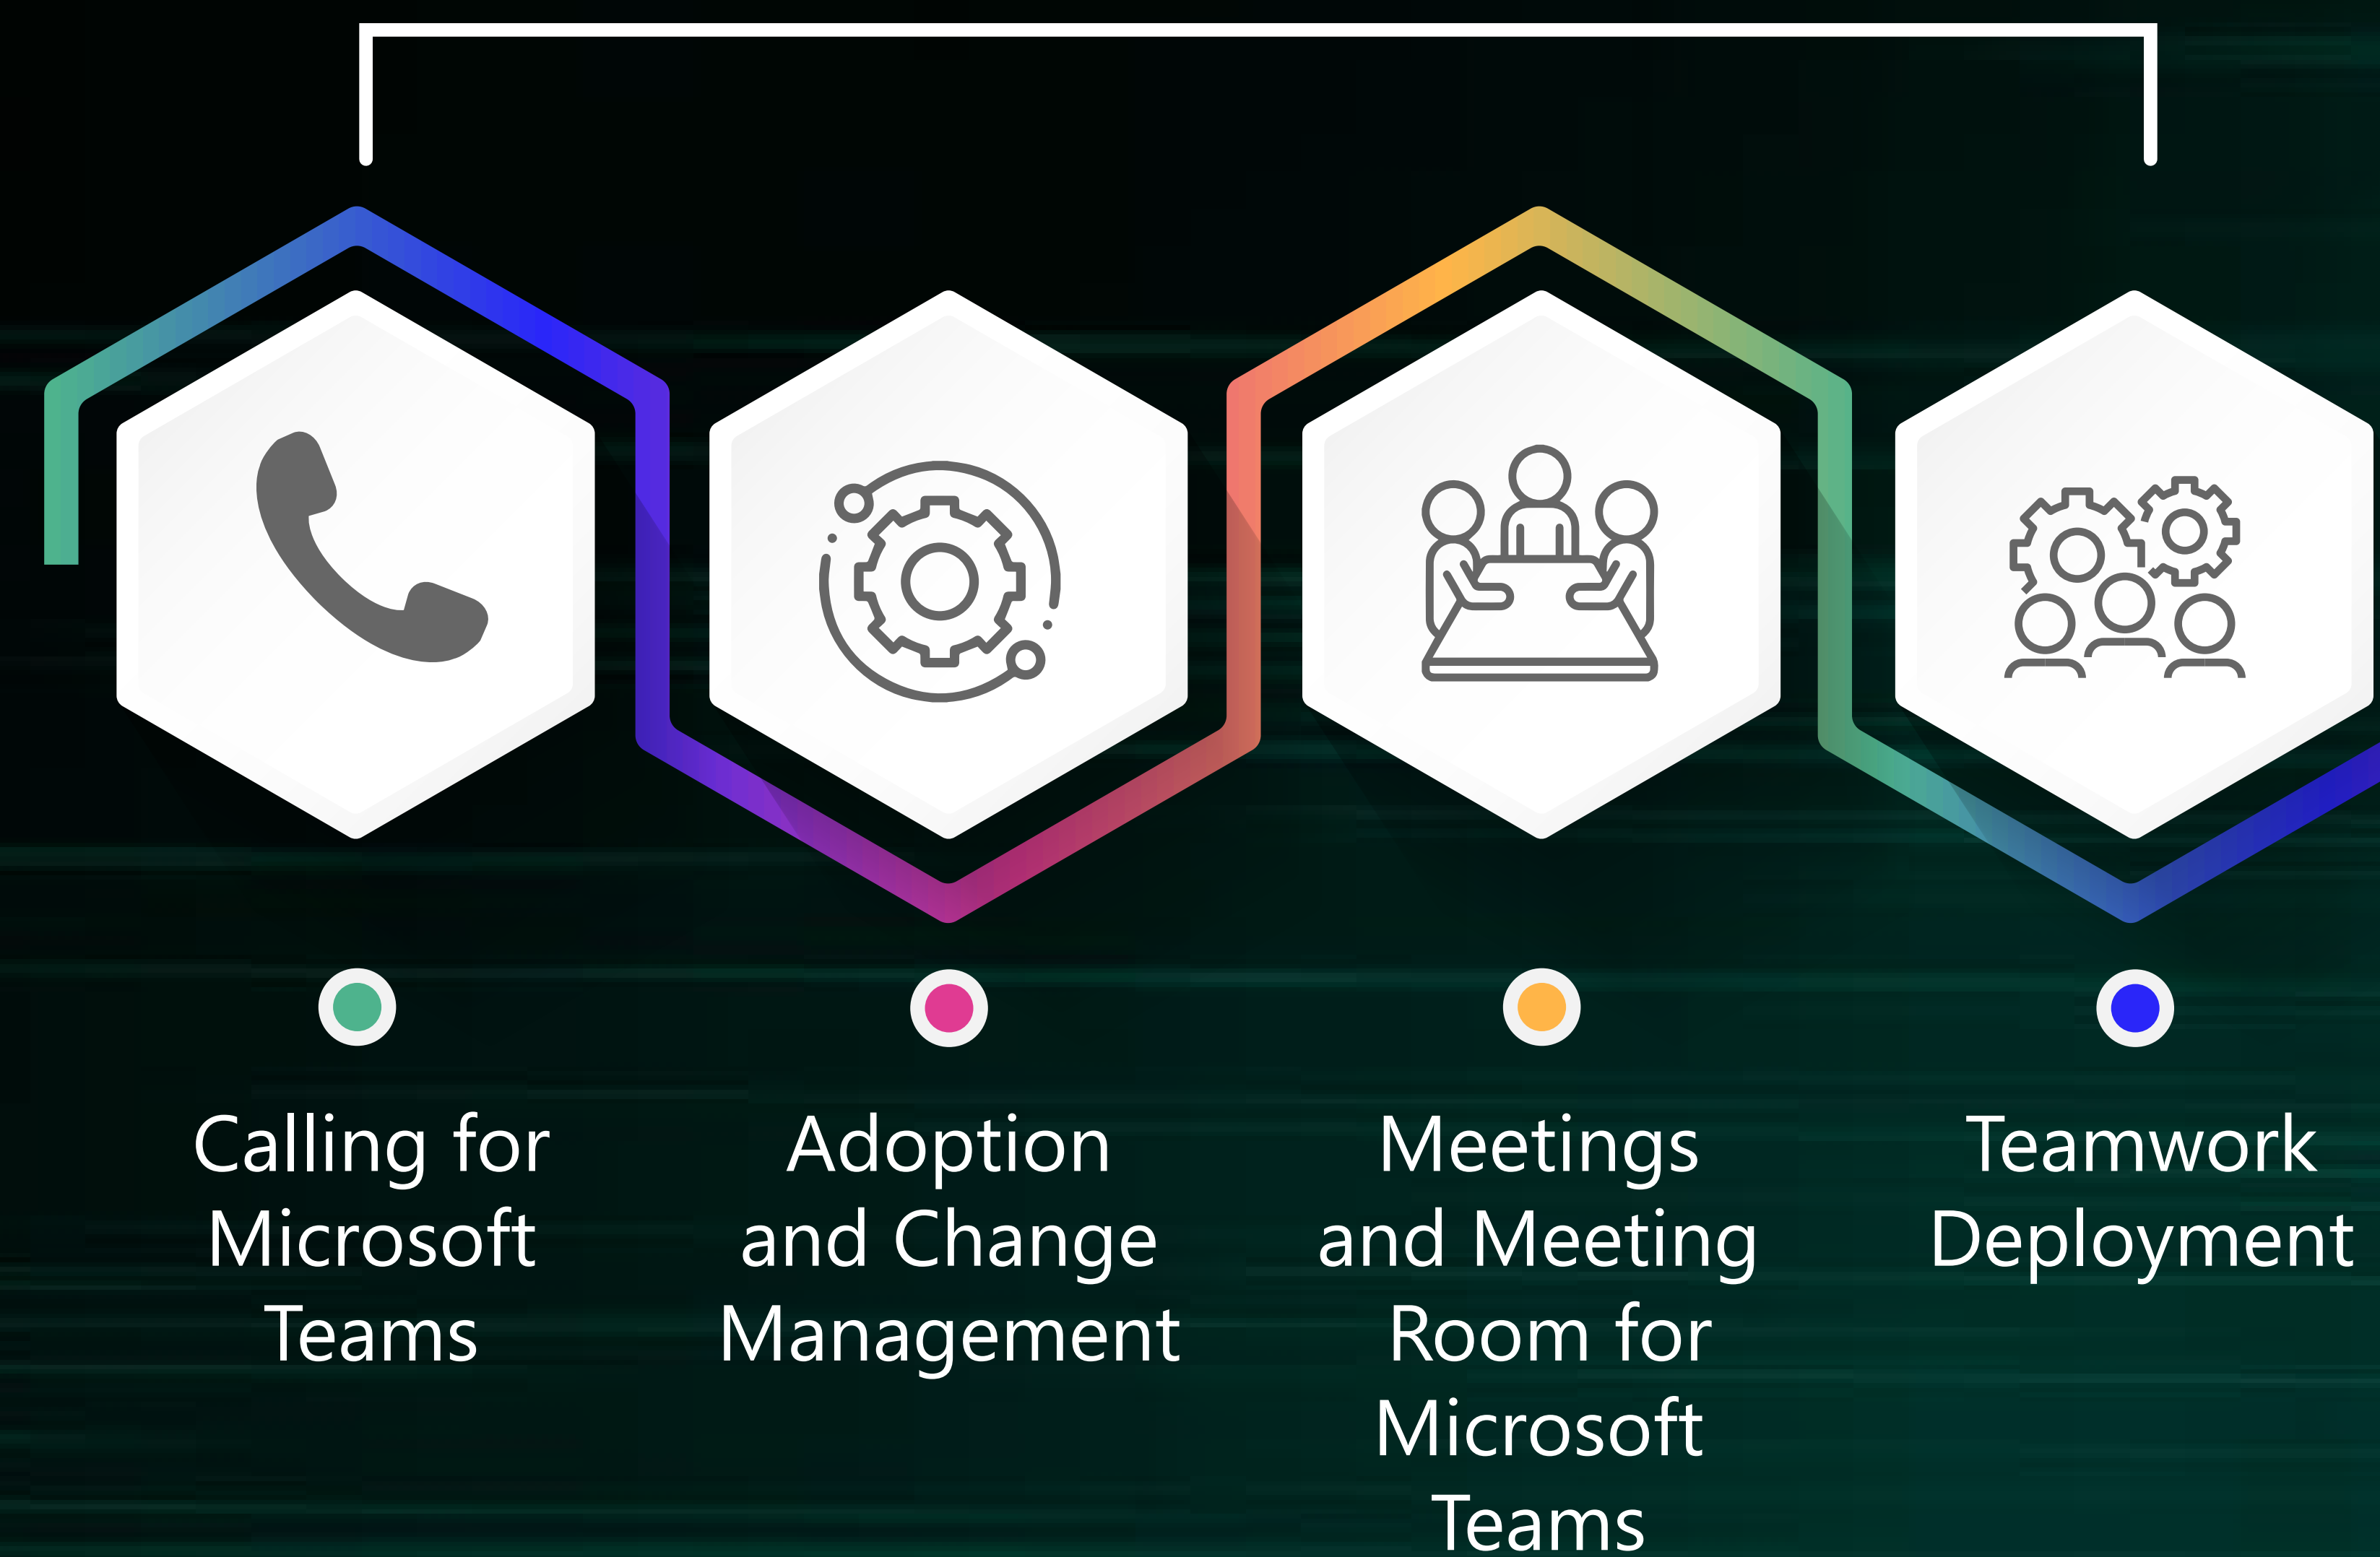 Calling for
Microsoft
Teams
Adoption
and Change
Management
Meetings
and Meeting
Room for
Microsoft
Teams
Teamwork
Deployment